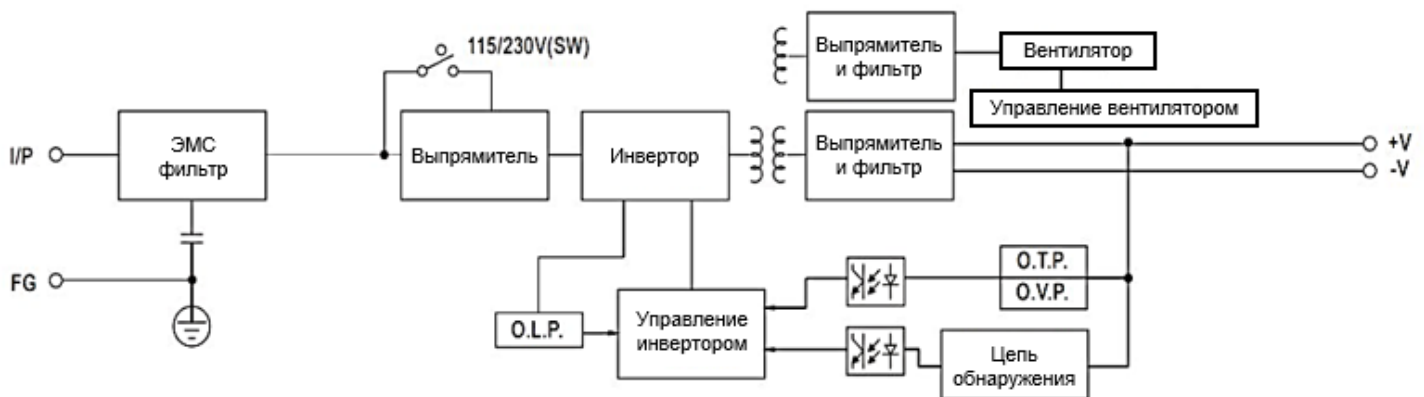 115/230V(SW)
Выпрямитель
и фильтр
Вентилятор
Управление вентилятором
I/P
ЭМС
фильтр
Выпрямитель
Инвертор
Выпрямитель
и фильтр
+V
-V
FG
O.L.P.
Управление
инвертором
O.T.P.
O.V.P.
Цепь
обнаружения